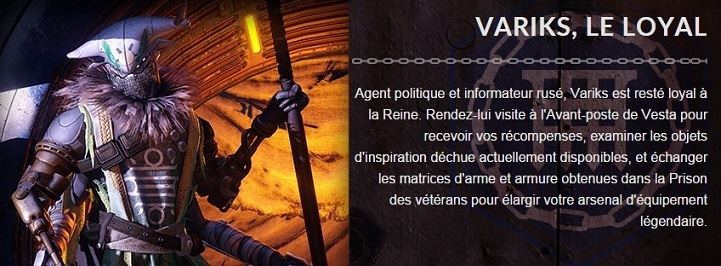 VARIKS, LE LOYAL
Agent politique et informateur rusé, Variks est resté loyal à
la Reine. Rendez-lui visite à l'Avant-poste de Vesta pour
recevoir vos récompenses, examiner les objets
d'inspiration déchue actuellement disponibles, et échanger
les matrices d'arme et armure obtenues dans la Prison
des vétérans pour élargir votre arsenal d'équipement
légendaire.